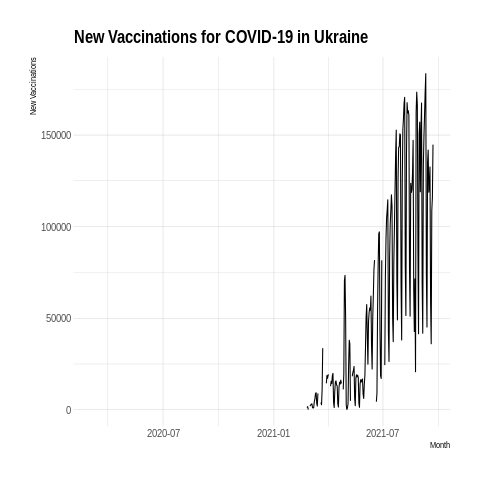 New Vaccinations for COVID-19 in Ukraine
New Vaccinations
150000
100000
50000
0
2020-07
2021-01
2021-07
Month